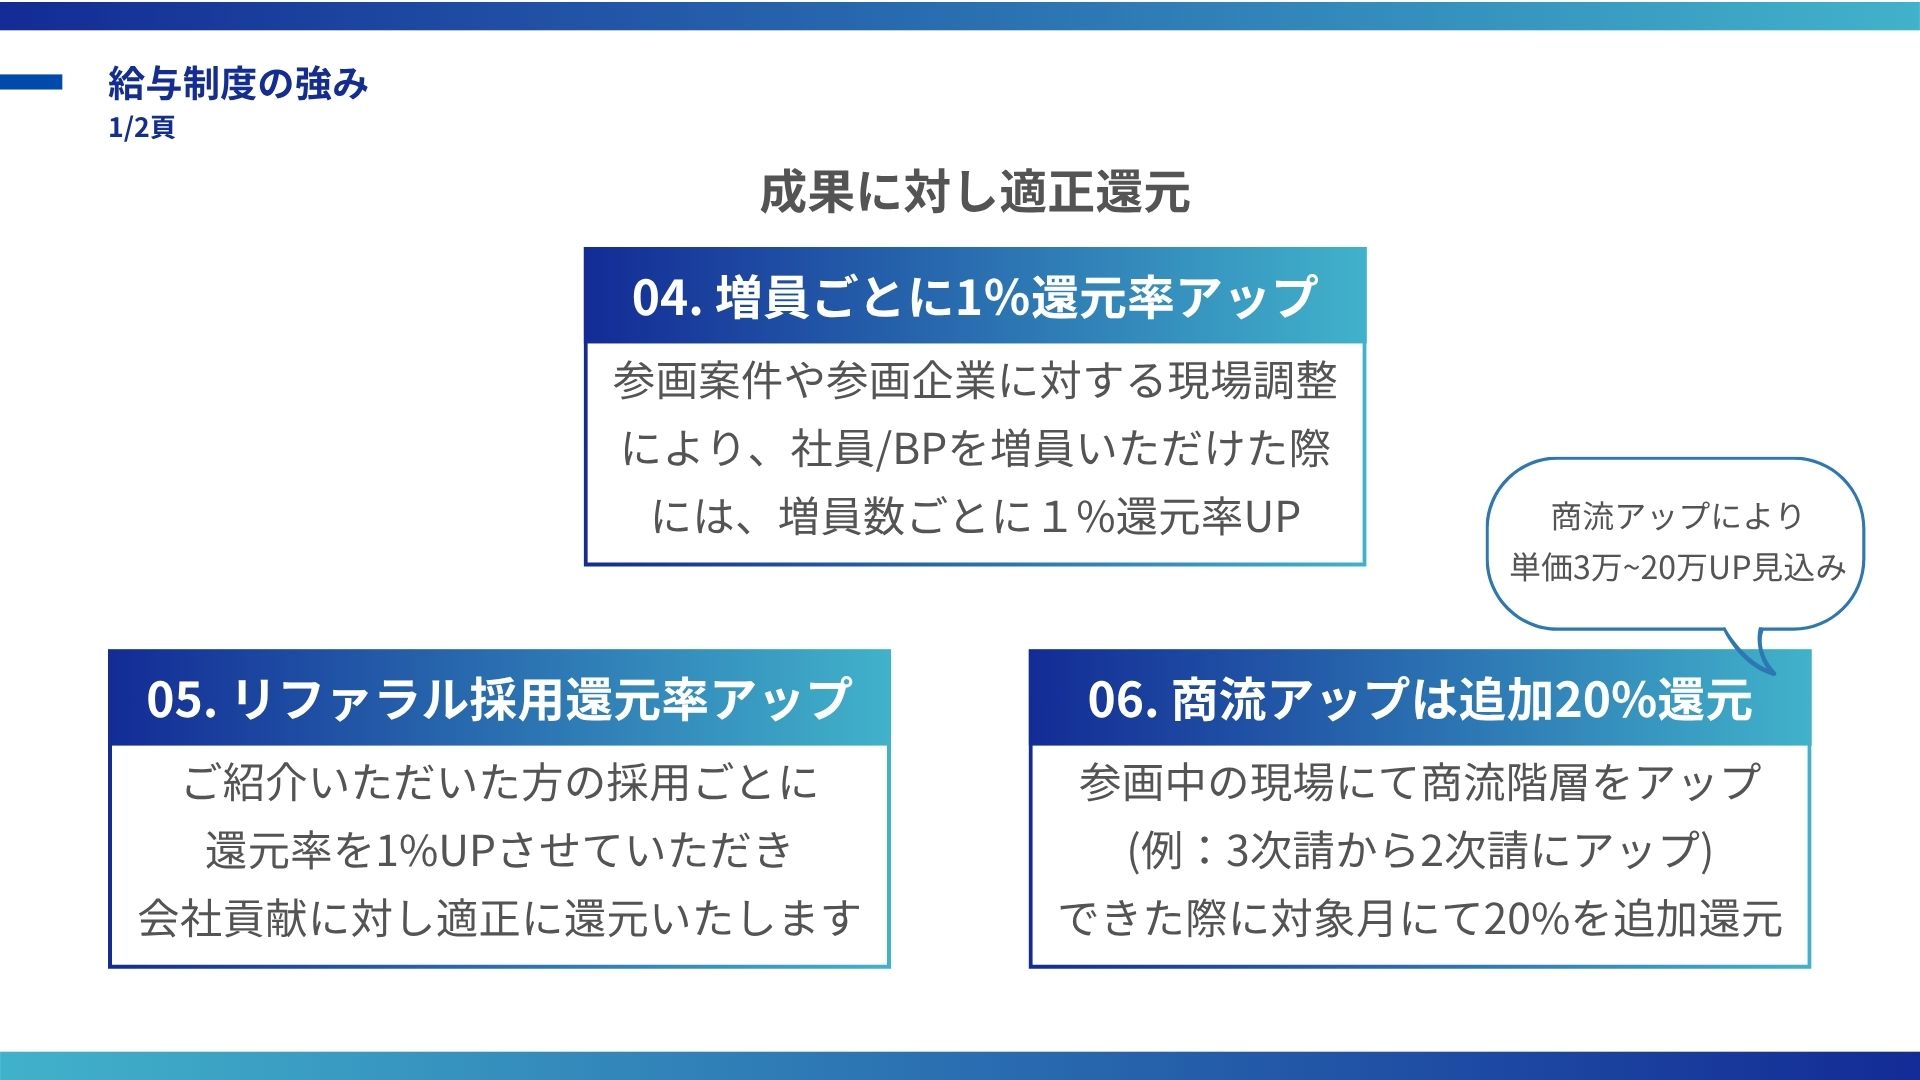 給与制度の強み
1/2頁
成果に対し適正還元
04. 増員ごとに1%還元率アップ
参画案件や参画企業に対する現場調整
により、社員/BPを増員いただけた際
には、増員数ごとに１%還元率UP
商流アップにより
単価3万~20万UP見込み
05. リファラル採用還元率アップ
ご紹介いただいた方の採用ごとに
還元率を1%UPさせていただき
会社貢献に対し適正に還元いたします
06. 商流アップは追加20%還元
参画中の現場にて商流階層をアップ
(例：3次請から2次請にアップ)
できた際に対象月にて20%を追加還元